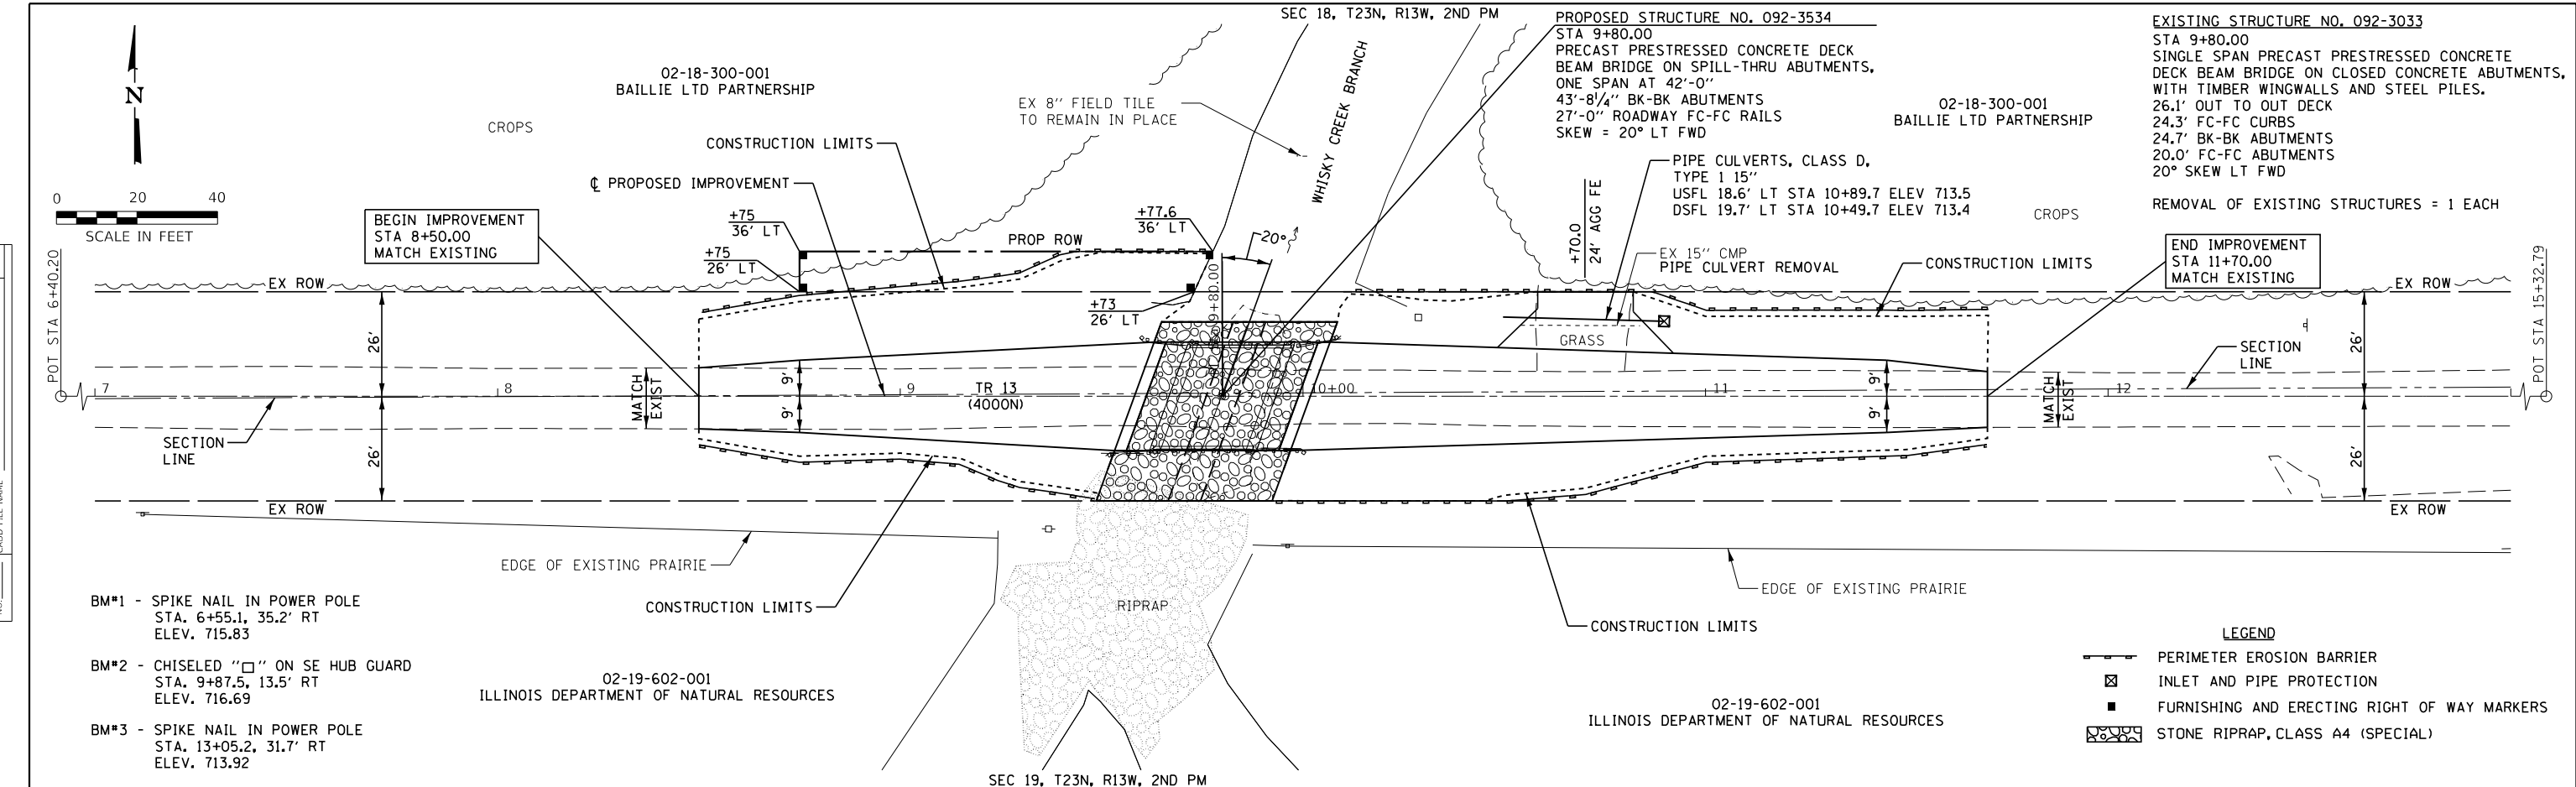 SEC 18, T23N, R13W, 2ND PM
PROPOSED STRUCTURE NO. 092-3534
STA 9+80.00
PRECAST PRESTRESSED CONCRETE DECK
BEAM BRIDGE ON SPILL-THRU ABUTMENTS,
ONE SPAN AT 42'-0"
43'-8¼" BK-BK ABUTMENTS
27'-0" ROADWAY FC-FC RAILS
SKEW = 20° LT FWD
EXISTING STRUCTURE NO. 092-3033
STA 9+80.00
SINGLE SPAN PRECAST PRESTRESSED CONCRETE
DECK BEAM BRIDGE ON CLOSED CONCRETE ABUTMENTS,
WITH TIMBER WINGWALLS AND STEEL PILES.
26.1' OUT TO OUT DECK
24.3' FC-FC CURBS
24.7' BK-BK ABUTMENTS
20.0' FC-FC ABUTMENTS
20° SKEW LT FWD
REMOVAL OF EXISTING STRUCTURES = 1 EACH
N
02-18-300-001
BAILLIE LTD PARTNERSHIP
CROPS
EX 8" FIELD TILE
TO REMAIN IN PLACE
WHISKY CREEK BRANCH
02-18-300-001
BAILLIE LTD PARTNERSHIP
CROPS
CONSTRUCTION LIMITS
℄ PROPOSED IMPROVEMENT
PIPE CULVERTS, CLASS D,
TYPE 1 15"
USFL 18.6' LT STA 10+89.7 ELEV 713.5
DSFL 19.7' LT STA 10+49.7 ELEV 713.4
0 20 40
SCALE IN FEET
BEGIN IMPROVEMENT
STA 8+50.00
MATCH EXISTING
+75
36' LT
+75
26' LT
PROP ROW
+77.6
36' LT
+73
26' LT
20°
9+80.00
+70.0
24' AGG FE
EX 15" CMP
PIPE CULVERT REMOVAL
CONSTRUCTION LIMITS
END IMPROVEMENT
STA 11+70.00
MATCH EXISTING
POT STA 6+40.20
POT STA 15+32.79
EX ROW
EX ROW
GRASS
26'
26'
MATCH
EXIST
9'
9'
7 8 9 10+00 11 12
TR 13
(4000N)
9'
9'
MATCH
EXIST
SECTION
LINE
26'
26'
SECTION
LINE
EX ROW
EX ROW
EDGE OF EXISTING PRAIRIE
CONSTRUCTION LIMITS
RIPRAP
EDGE OF EXISTING PRAIRIE
CONSTRUCTION LIMITS
BM#1 - SPIKE NAIL IN POWER POLE
STA. 6+55.1, 35.2' RT
ELEV. 715.83
BM#2 - CHISELED "□" ON SE HUB GUARD
STA. 9+87.5, 13.5' RT
ELEV. 716.69
BM#3 - SPIKE NAIL IN POWER POLE
STA. 13+05.2, 31.7' RT
ELEV. 713.92
02-19-602-001
ILLINOIS DEPARTMENT OF NATURAL RESOURCES
02-19-602-001
ILLINOIS DEPARTMENT OF NATURAL RESOURCES
SEC 19, T23N, R13W, 2ND PM
LEGEND
PERIMETER EROSION BARRIER
INLET AND PIPE PROTECTION
FURNISHING AND ERECTING RIGHT OF WAY MARKERS
STONE RIPRAP, CLASS A4 (SPECIAL)